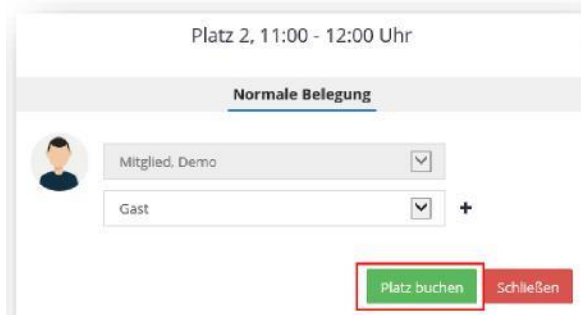 Platz 2, 11:00 - 12:00 Uhr
Normale Belegung
Mitglied, Demo
Gast
Platz buchen Schließen